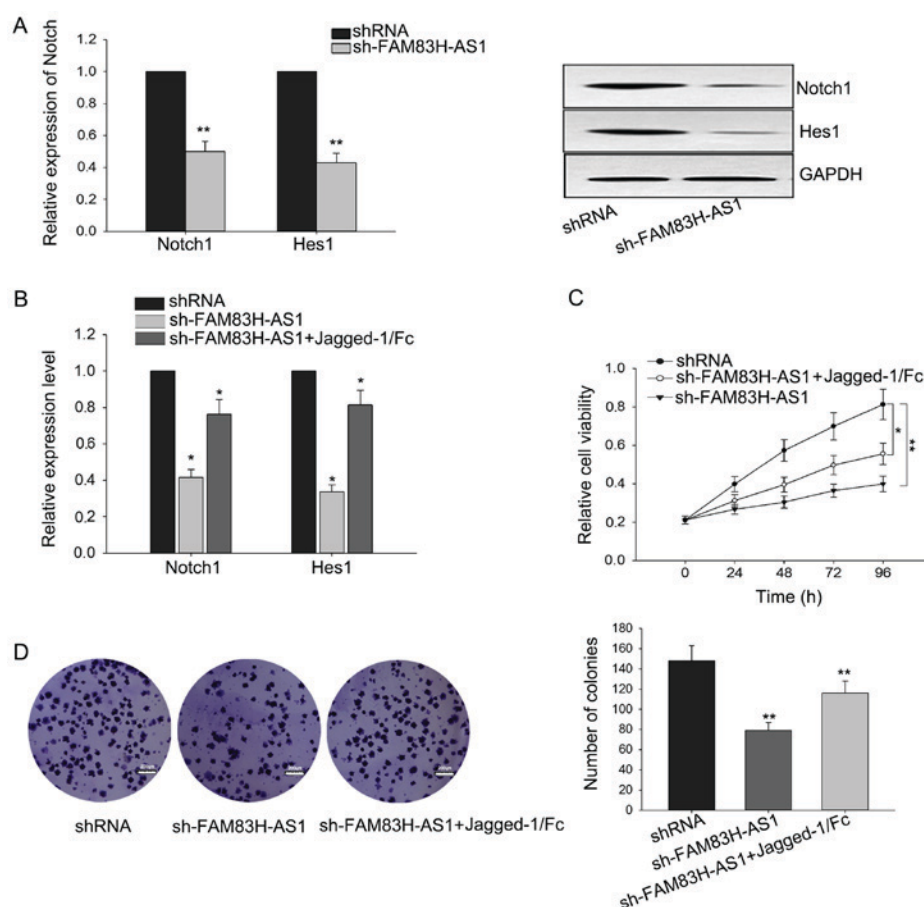 A
shRNA
sh-FAM83H-AS1
Relative expression of Notch
1.2
1.0
0.8
0.6
0.4
0.2
0.0
**
**
Notch1
Hes1
Notch1
Hes1
GAPDH
shRNA
sh-FAM83H-AS1
B
shRNA
sh-FAM83H-AS1
sh-FAM83H-AS1+Jagged-1/Fc
Relative expression level
1.2
1.0
0.8
0.6
0.4
0.2
0.0
*
*
*
*
Notch1
Hes1
C
shRNA
sh-FAM83H-AS1+Jagged-1/Fc
sh-FAM83H-AS1
Relative cell viability
1.0
0.8
0.6
0.4
0.2
0.0
*
**
0 24 48 72 96
Time (h)
D
shRNA
sh-FAM83H-AS1
sh-FAM83H-AS1+Jagged-1/Fc
Number of colonies
180
160
140
120
100
80
60
40
20
0
**
**
shRNA
sh-FAM83H-AS1
sh-FAM83H-AS1+Jagged-1/Fc